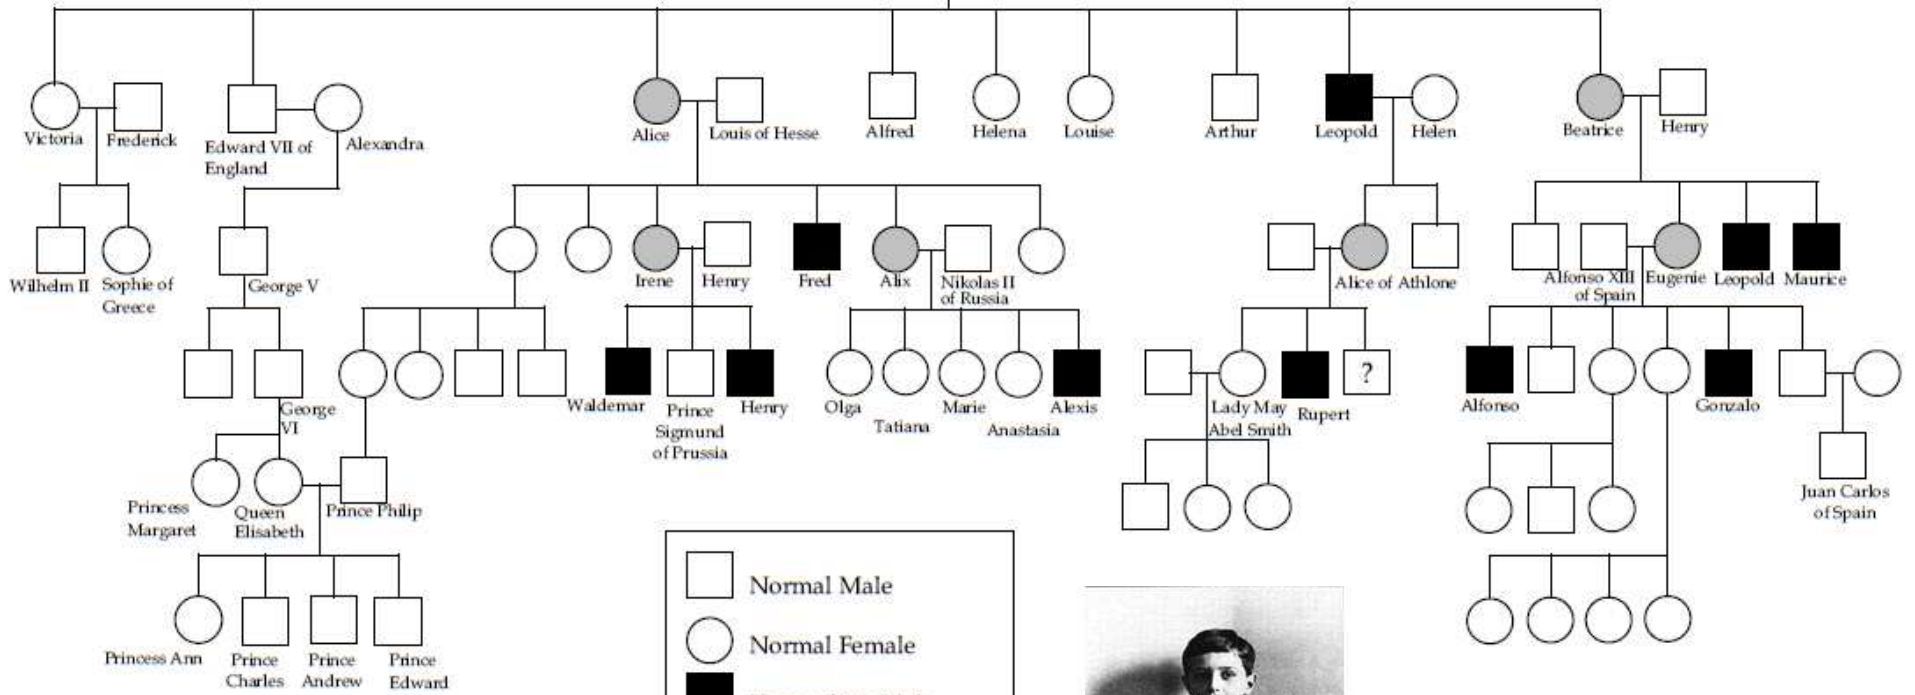 Victoria
Frederick
Edward VII of
England
Alexandra
Alice
Louis of Hesse
Alfred
Helena
Louise
Arthur
Leopold
Helen
Beatrice
Henry
Wilhelm II
Sophie of
Greece
George V
Irene
Henry
Fred
Alix
Nikolas II
of Russia
Alice of Athlone
Alfonso XIII
of Spain
Eugenie
Leopold
Maurice
George
VI
Waldemar
Prince
Sigmund
of Prussia
Henry
Olga
Tatiana
Marie
Anastasia
Alexis
Lady May
Abel Smith
Rupert
?
Alfonso
Gonzalo
Princess
Margaret
Queen
Elisabeth
Prince Philip
Juan Carlos
of Spain
Princess Ann
Prince
Charles
Prince
Andrew
Prince
Edward
Normal Male
Normal Female